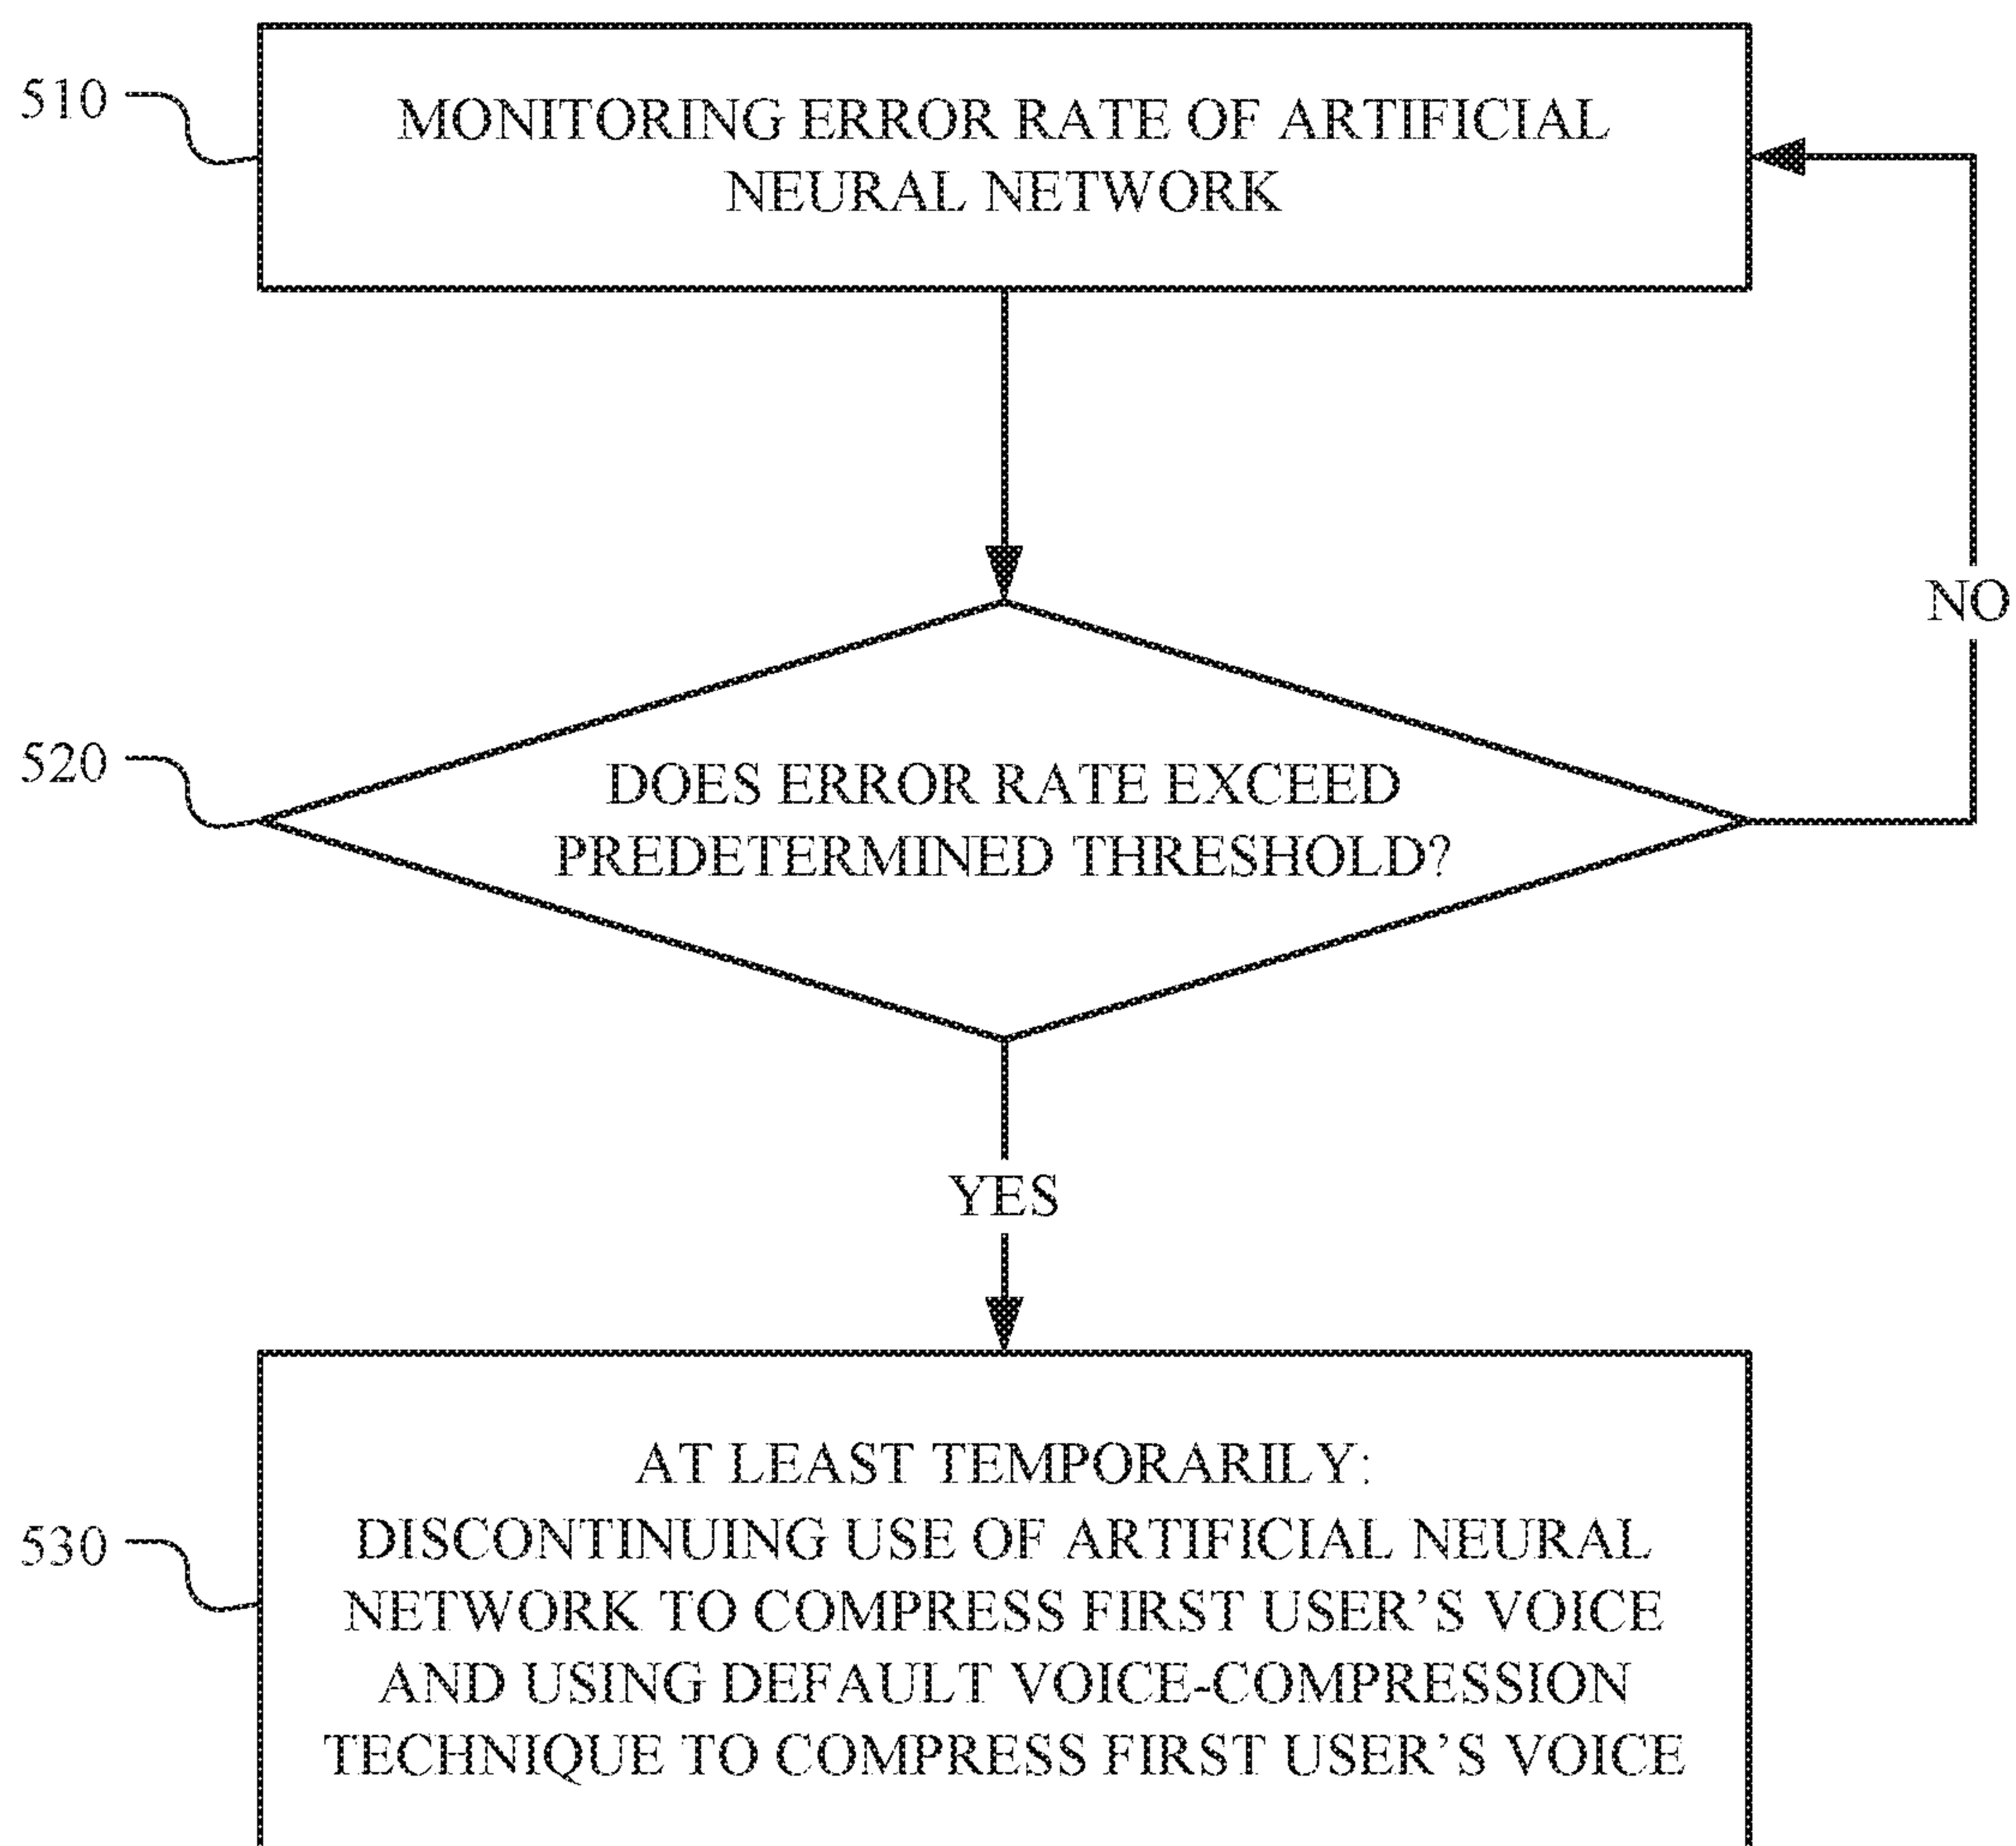 510
MONITORING ERROR RATE OF ARTIFICIAL
NEURAL NETWORK
NO
520
DOES ERROR RATE EXCEED
PREDETERMINED THRESHOLD?
YES
530
AT LEAST TEMPORARILY:
DISCONTINUING USE OF ARTIFICIAL NEURAL
NETWORK TO COMPRESS FIRST USER’S VOICE
AND USING DEFAULT VOICE-COMPRESSION
TECHNIQUE TO COMPRESS FIRST USER’S VOICE